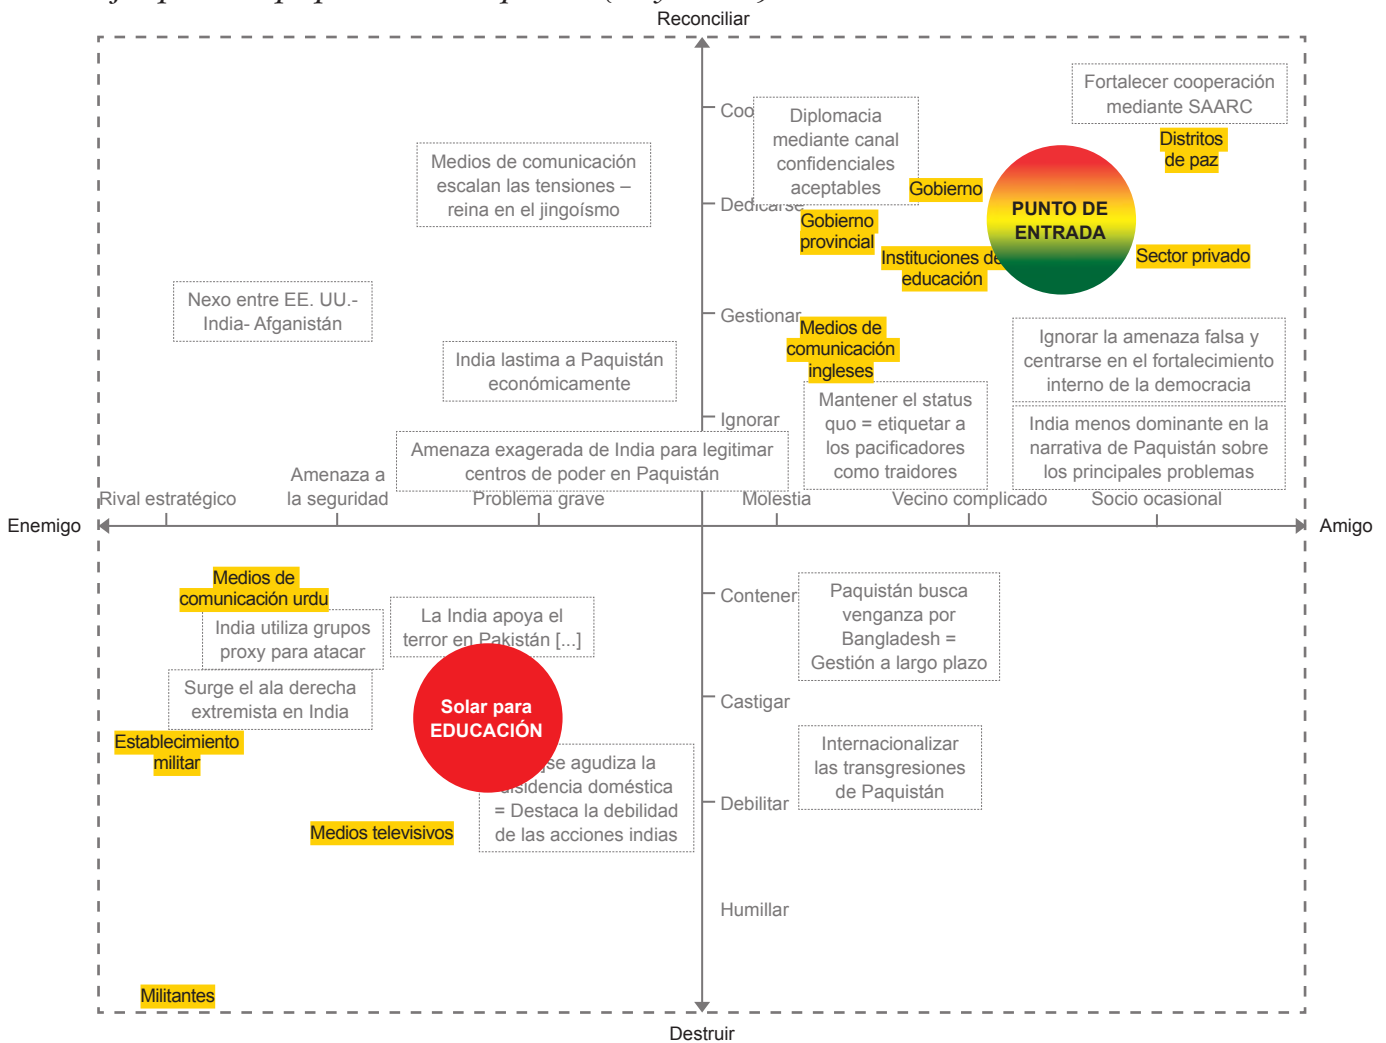 Reconciliar
Fortalecer cooperación
mediante SAARC
Coo
Diplomacia
mediante canal
confidenciales
aceptables
Distritos
de paz
Medios de comunicación
escalan las tensiones –
reina en el jingoísmo
Gobierno
Dedicarse
PUNTO DE
ENTRADA
Gobierno
provincial
Instituciones de
educación
Sector privado
Nexo entre EE. UU.-
India- Afganistán
Gestionar
Medios de
comunicación
ingleses
Ignorar la amenaza falsa y
centrarse en el fortalecimiento
interno de la democracia
India lastima a Paquistán
económicamente
Mantener el status
quo = etiquetar a
los pacificadores
como traidores
Ignorar
India menos dominante en la
narrativa de Paquistán sobre
los principales problemas
Amenaza exagerada de India para legitimar
centros de poder en Paquistán
Rival estratégico
Amenaza a
la seguridad
Problema grave
Molestia
Vecino complicado
Socio ocasional
Enemigo
Amigo
Medios de
comunicación urdu
India utiliza grupos
proxy para atacar
La India apoya el
terror en Pakistán [...]
Contener
Paquistán busca
venganza por
Bangladesh =
Gestión a largo plazo
Surge el ala derecha
extremista en India
Solar para
EDUCACIÓN
Castigar
Establecimiento
militar
se agudiza la
disidencia doméstica
= Destaca la debilidad
de las acciones indias
Internacionalizar
las transgresiones
de Paquistán
Debilitar
Medios televisivos
Humillar
Militantes
Destruir